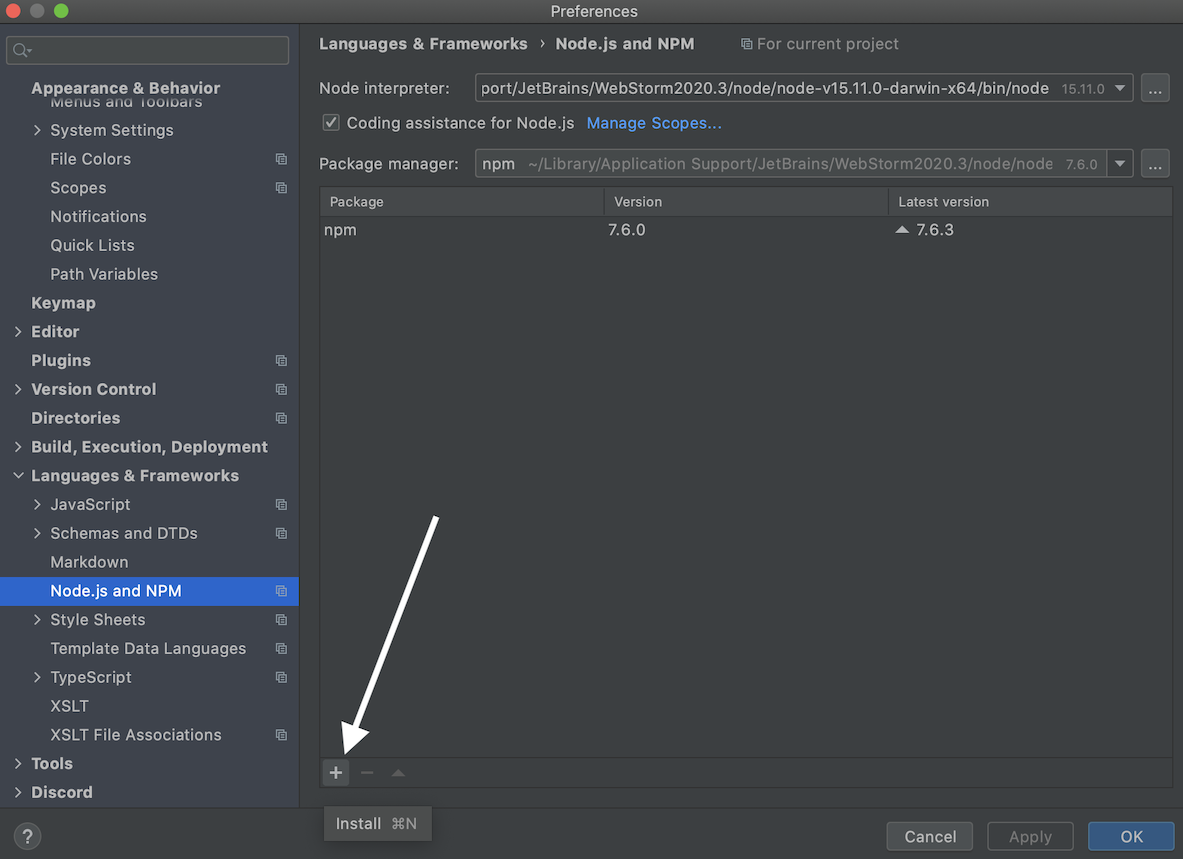 Preferences
Appearance & Behavior
Menus and Toolbars
System Settings
File Colors
Scopes
Notifications
Quick Lists
Path Variables
Keymap
Editor
Plugins
Version Control
Directories
Build, Execution, Deployment
Languages & Frameworks
JavaScript
Schemas and DTDs
Markdown
Node.js and NPM
Style Sheets
Template Data Languages
TypeScript
XSLT
XSLT File Associations
Tools
Discord
?
Languages & Frameworks › Node.js and NPM For current project
Node interpreter: port/JetBrains/WebStorm2020.3/node/node-v15.11.0-darwin-x64/bin/node 15.11.0 ...
Coding assistance for Node.js Manage Scopes...
Package manager: npm ~/Library/Application Support/JetBrains/WebStorm2020.3/node/node 7.6.0 ...
Package Version Latest version
npm 7.6.0 7.6.3
Install ⌘N
Cancel Apply OK